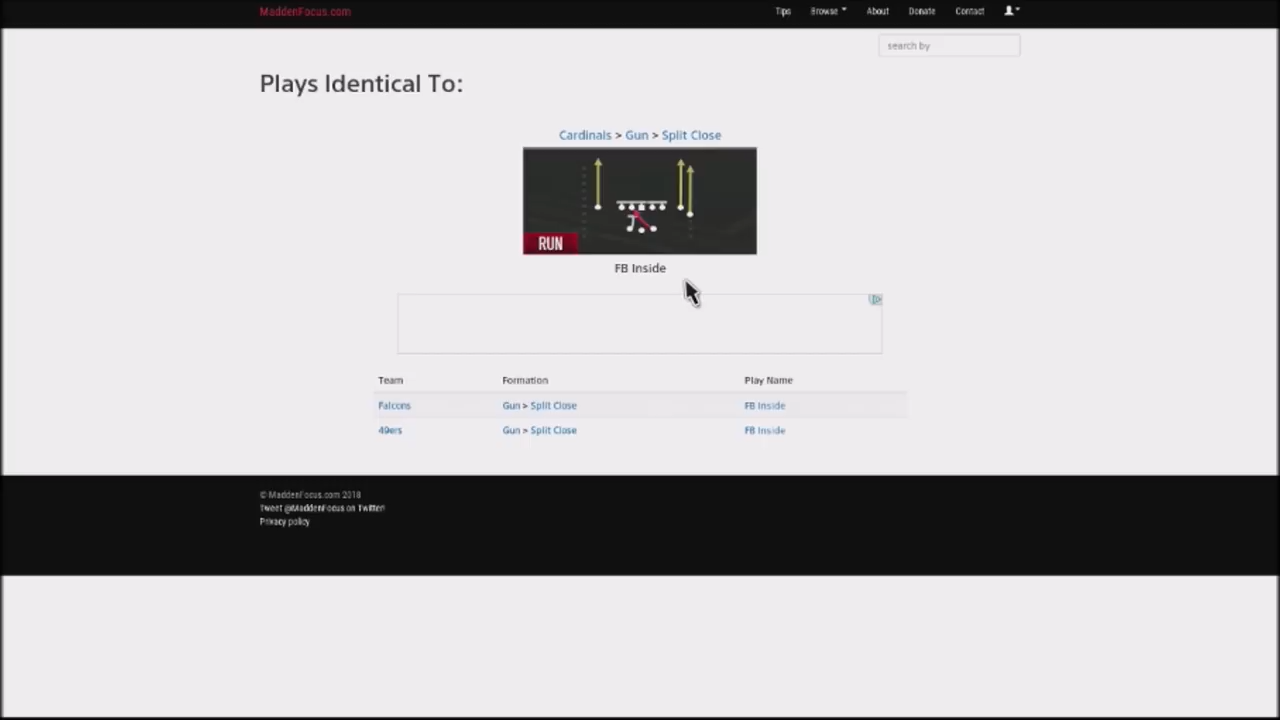 MaddenFocus.com Tips Browse About Donate Contact
search by
Plays Identical To:
Cardinals > Gun > Split Close
RUN
FB Inside
Team Formation Play Name
Falcons Gun > Split Close FB Inside
49ers Gun > Split Close FB Inside
© MaddenFocus.com 2018
Tweet @MaddenFocus on Twitter!
Privacy policy